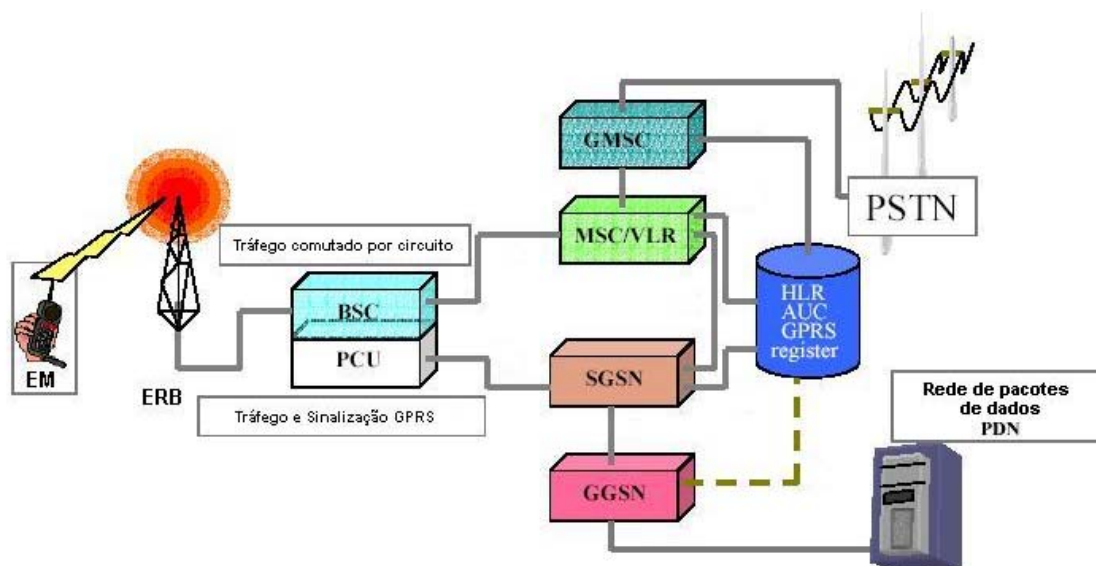 GMSC
PSTN
MSC/VLR
Tráfego comutado por circuito
BSC
HLR
AUC
GPRS
register
PCU
SGSN
EM
ERB
Tráfego e Sinalização GPRS
Rede de pacotes
de dados
PDN
GGSN